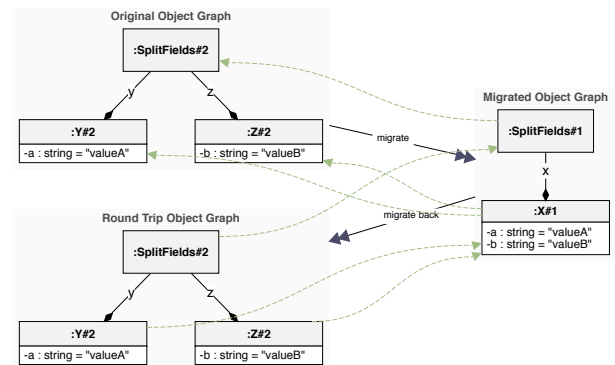 Original Object Graph
:SplitFields#2
y
z
:Y#2
-a : string = "valueA"
:Z#2
-b : string = "valueB"
migrate
Migrated Object Graph
:SplitFields#1
x
:X#1
-a : string = "valueA"
-b : string = "valueB"
migrate back
Round Trip Object Graph
:SplitFields#2
y
z
:Y#2
-a : string = "valueA"
:Z#2
-b : string = "valueB"